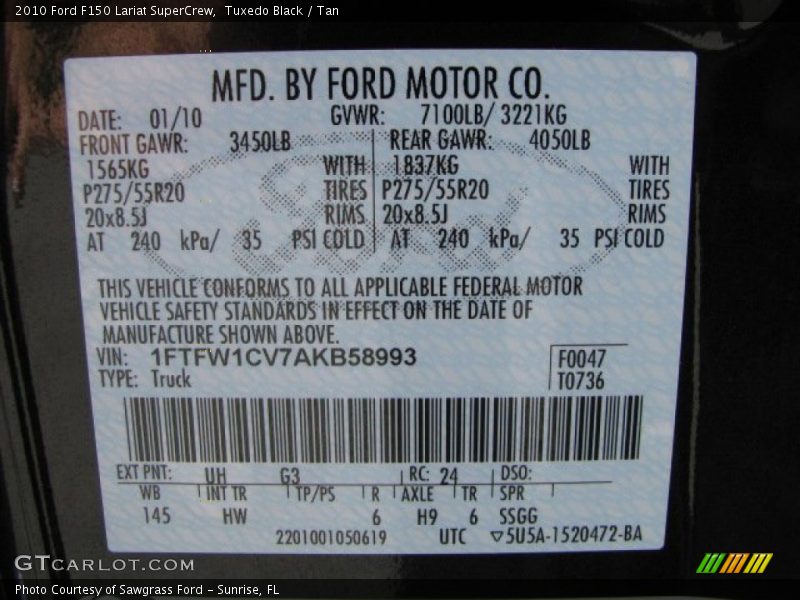 2010 Ford F150 Lariat SuperCrew,  Tuxedo Black / Tan
MFD. BY FORD MOTOR CO.
DATE: 01/10 GVWR: 7100LB/ 3221KG
FRONT GAWR: 3450LB REAR GAWR: 4050LB
1565KG WITH 1837KG WITH
P275/55R20 TIRES P275/55R20 TIRES
20x8.5J RIMS 20x8.5J RIMS
AT 240 kPa/ 35 PSI COLD AT 240 kPa/ 35 PSI COLD
THIS VEHICLE CONFORMS TO ALL APPLICABLE FEDERAL MOTOR
VEHICLE SAFETY STANDARDS IN EFFECT ON THE DATE OF
MANUFACTURE SHOWN ABOVE.
VIN: 1FTFW1CV7AKB58993 F0047
TYPE: Truck T0736
EXT PNT: UH G3 RC: 24 DSO:
WB INT TR TP/PS R AXLE TR SPR
145 HW 6 H9 6 SSGG
2201001050619 UTC ▽5U5A-1520472-BA
GTCARLOT.COM
Photo Courtesy of Sawgrass Ford - Sunrise, FL